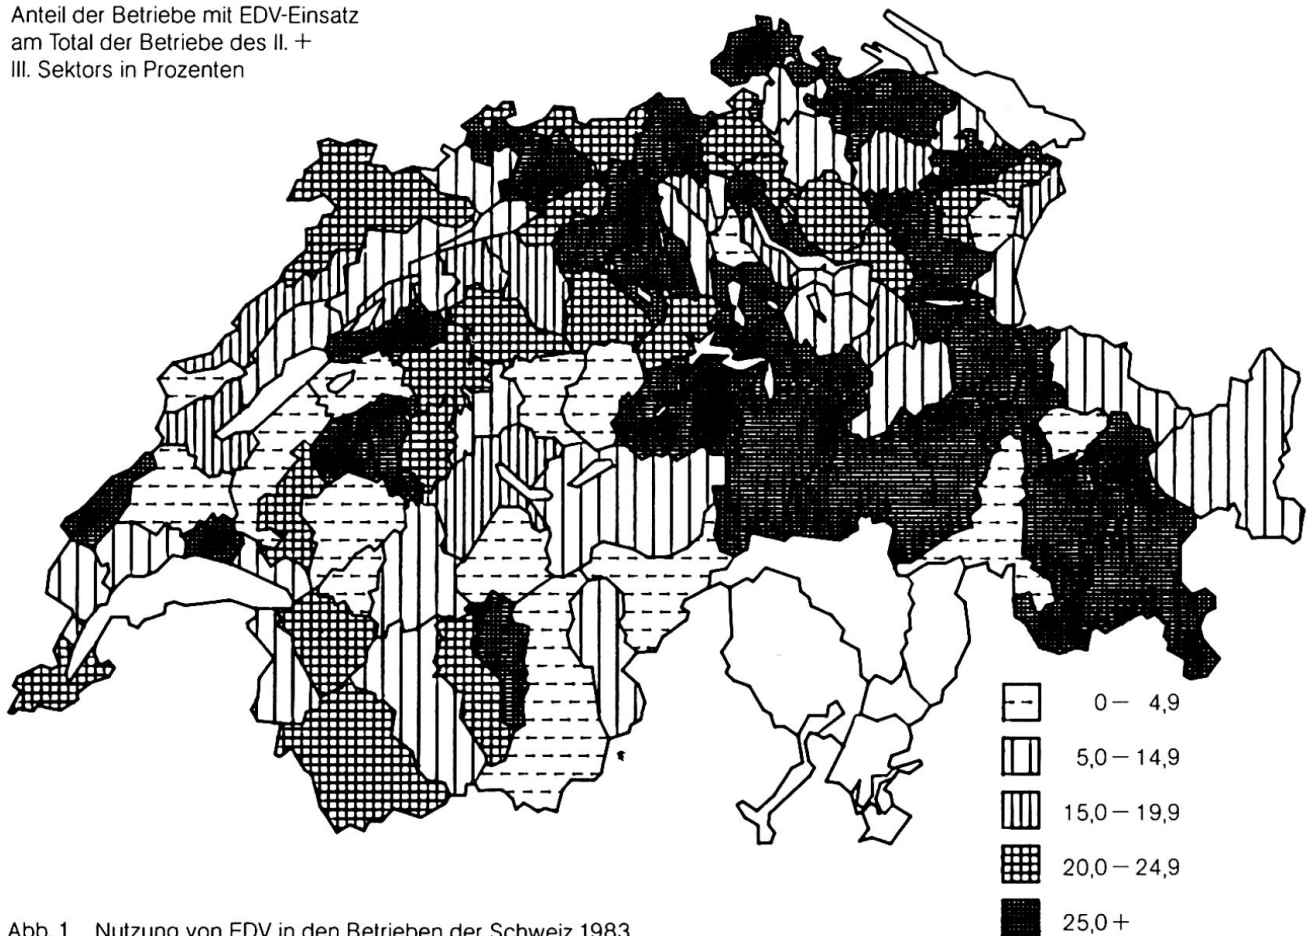 Anteil der Betriebe mit EDV-Einsatz
am Total der Betriebe des II. +
III. Sektors in Prozenten
0 – 4,9
5,0 – 14,9
15,0 – 19,9
20,0 – 24,9
25,0 +
Abb. 1 Nutzung von EDV in den Betrieben der Schweiz 1983